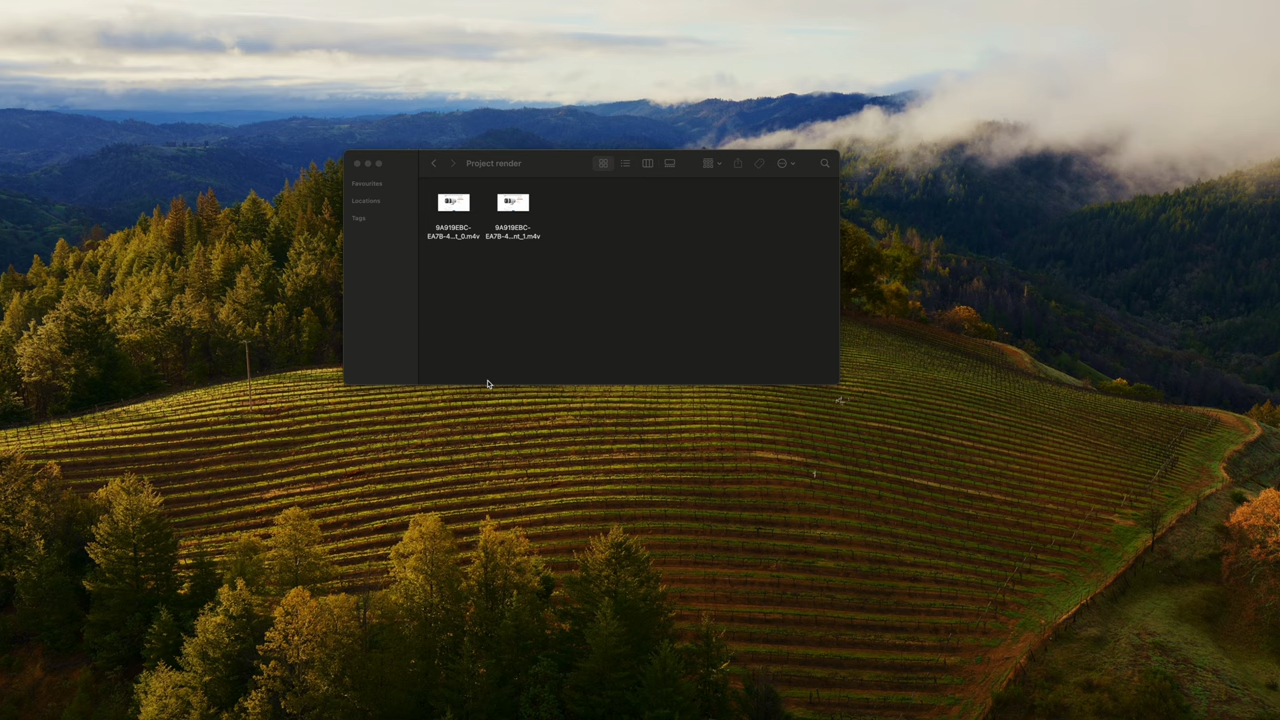 Project render
Favourites
Locations
Tags
9A919EBC-
EA7B-4...t_0.m4v
9A919EBC-
EA7B-4...nt_1.m4v